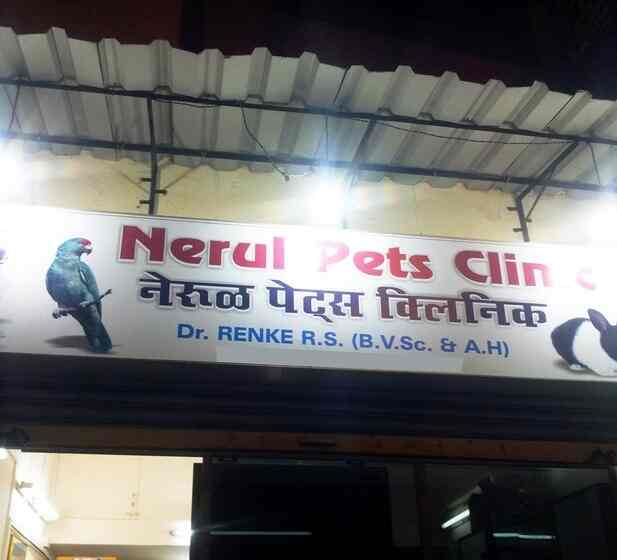 Nerul Pets Clinic
नेरूळ पेट्स क्लिनिक
Dr. RENKE R.S. (B.V.Sc. & A.H)